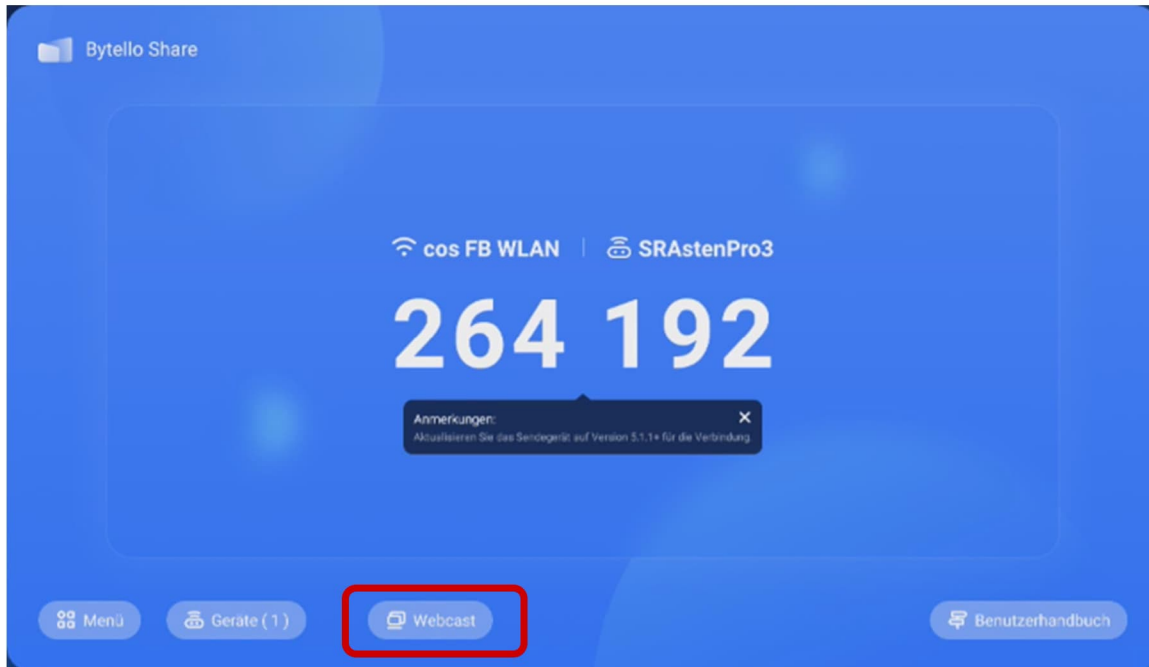 Bytello Share
cos FB WLAN | SRAstenPro3
264 192
Anmerkungen:
Aktualisieren Sie das Sendegerät auf Version 5.1.1+ für die Verbindung.
Menü Geräte ( 1 ) Webcast Benutzerhandbuch